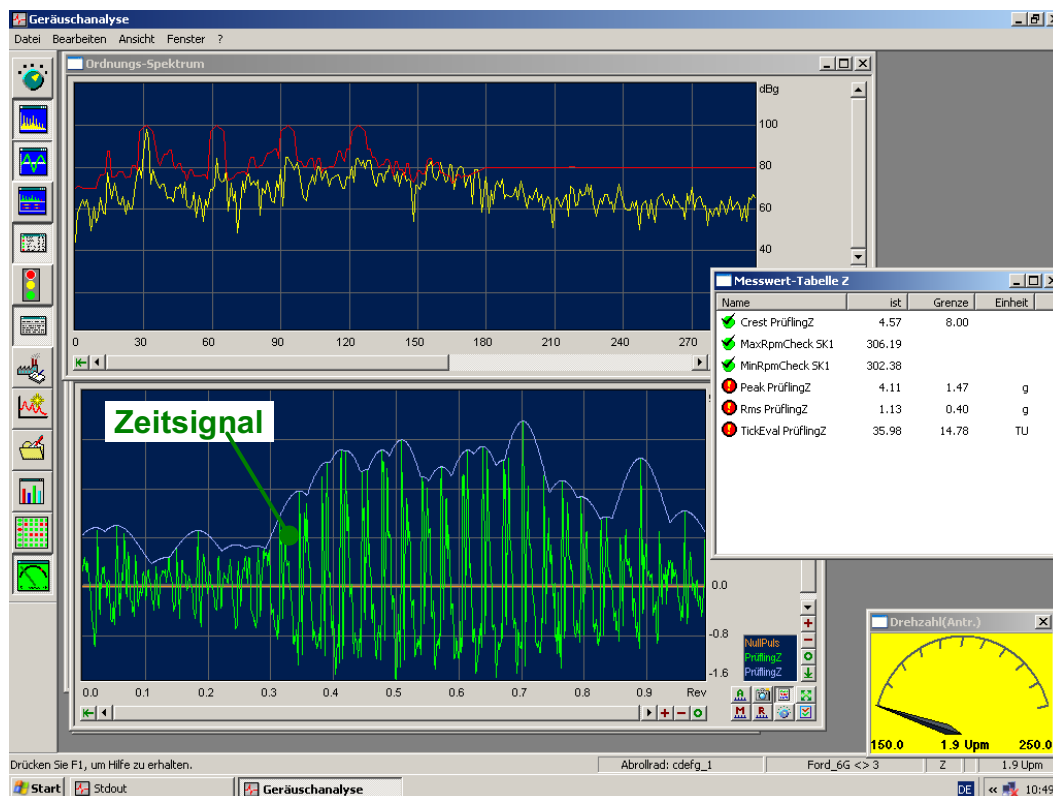 Geräuschanalyse
Datei Bearbeiten Ansicht Fenster ?
Ordnungs-Spektrum
dBg
100
80
60
40
0 30 60 90 120 150 180 210 240 270
Messwert-Tabelle Z
Name ist Grenze Einheit
Crest PrüflingZ 4.57 8.00
MaxRpmCheck SK1 306.19
MinRpmCheck SK1 302.38
Peak PrüflingZ 4.11 1.47 g
Rms PrüflingZ 1.13 0.40 g
TickEval PrüflingZ 35.98 14.78 TU
Zeitsignal
0.0
-0.8
-1.6
NullPuls
PrüflingZ
PrüflingZ
0.0 0.1 0.2 0.3 0.4 0.5 0.6 0.7 0.8 0.9 Rev
A
M R
Drehzahl(Antr.)
150.0 1.9 Upm 250.0
Drücken Sie F1, um Hilfe zu erhalten.
Abrollrad: cdefg_1 Ford_6G <> 3 Z 1.9 Upm
Start Stdout Geräuschanalyse DE « 10:49